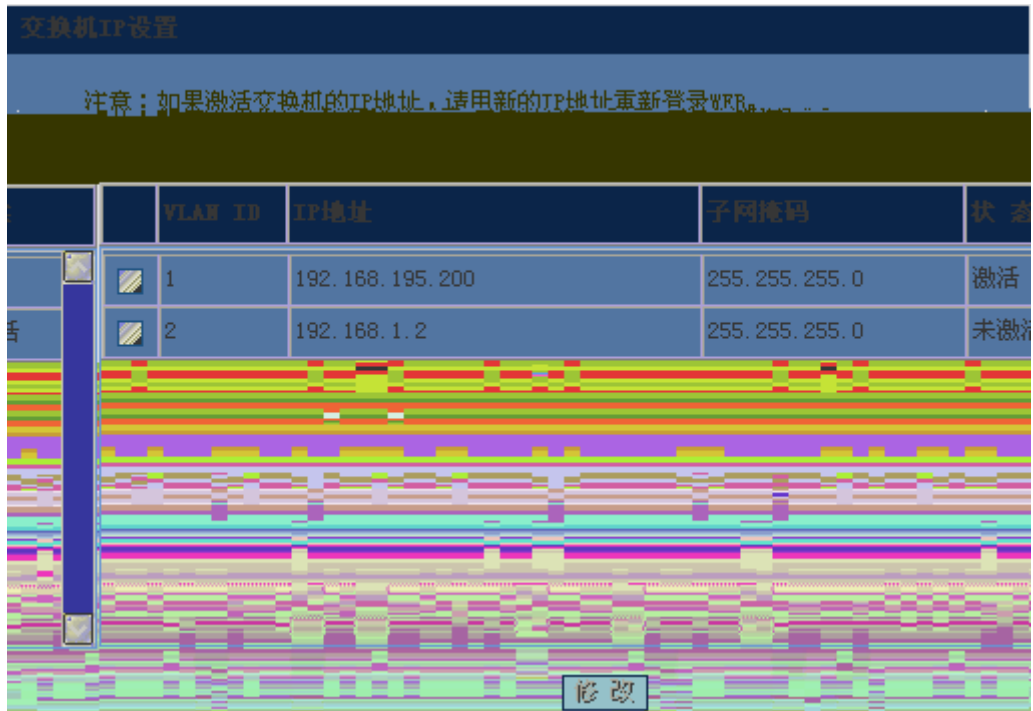 交换机IP设置
注意：如果激活交换机的IP地址，请用新的IP地址重新登录WEB。
VLAN ID IP地址 子网掩码 状 态
1 192.168.195.200 255.255.255.0 激活
2 192.168.1.2 255.255.255.0 未激活
修 改